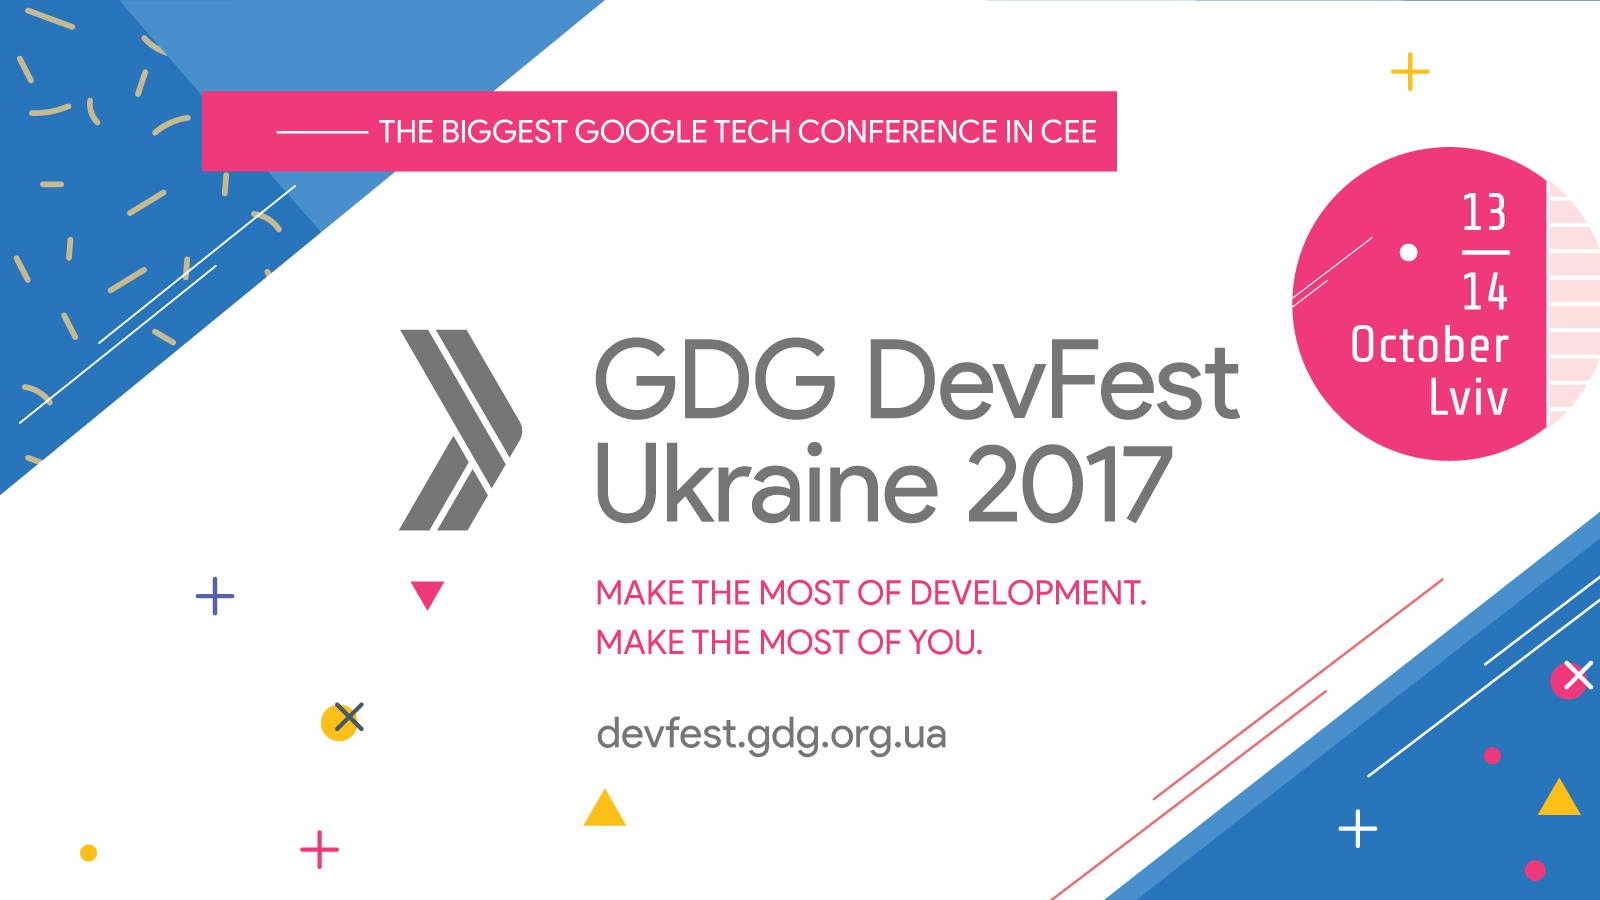 THE BIGGEST GOOGLE TECH CONFERENCE IN CEE
13
14
October
Lviv
GDG DevFest
Ukraine 2017
MAKE THE MOST OF DEVELOPMENT.
MAKE THE MOST OF YOU.
devfest.gdg.org.ua